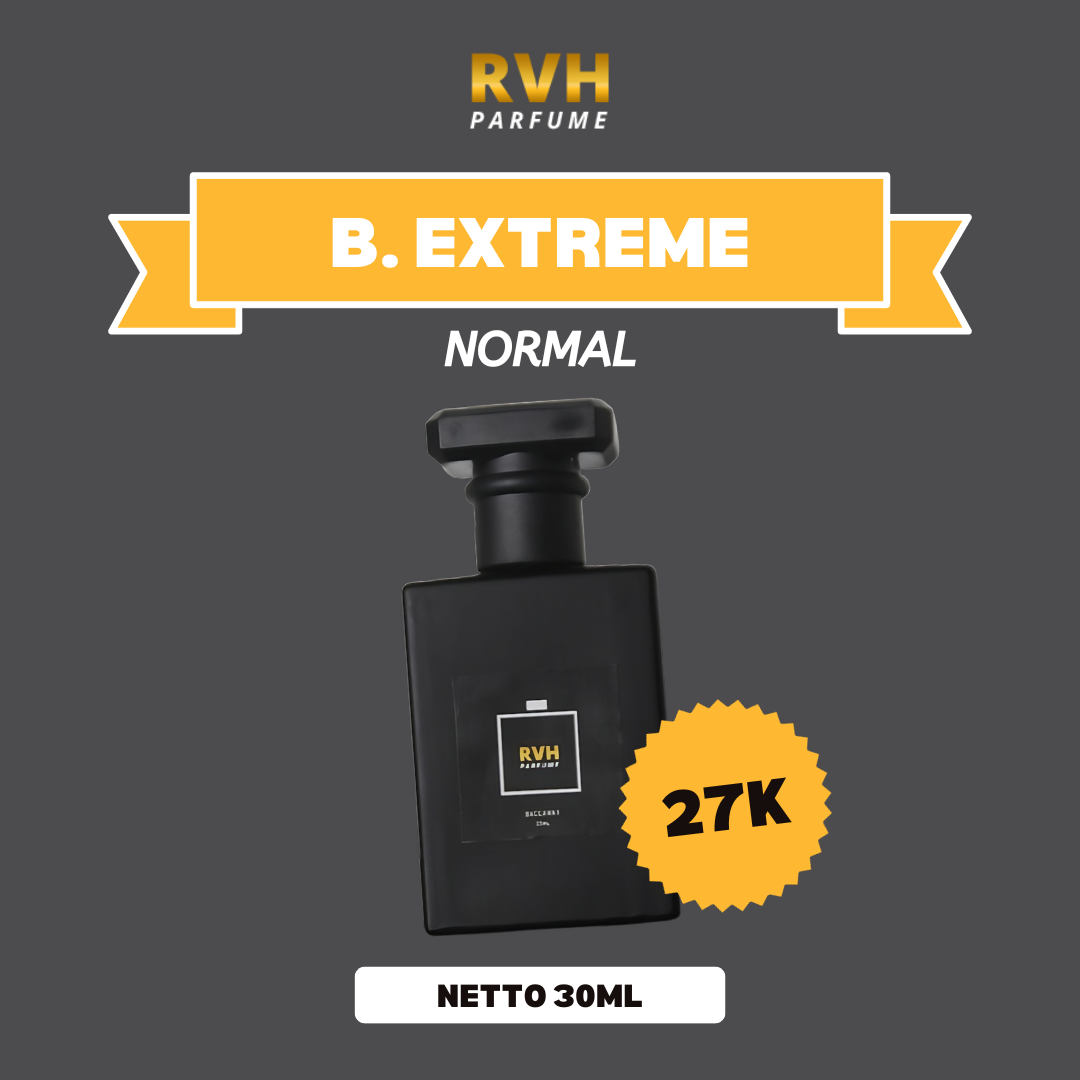 RVH
PARFUME
B. EXTREME
NORMAL
RVH
PARFUME
27K
NETTO 30ML